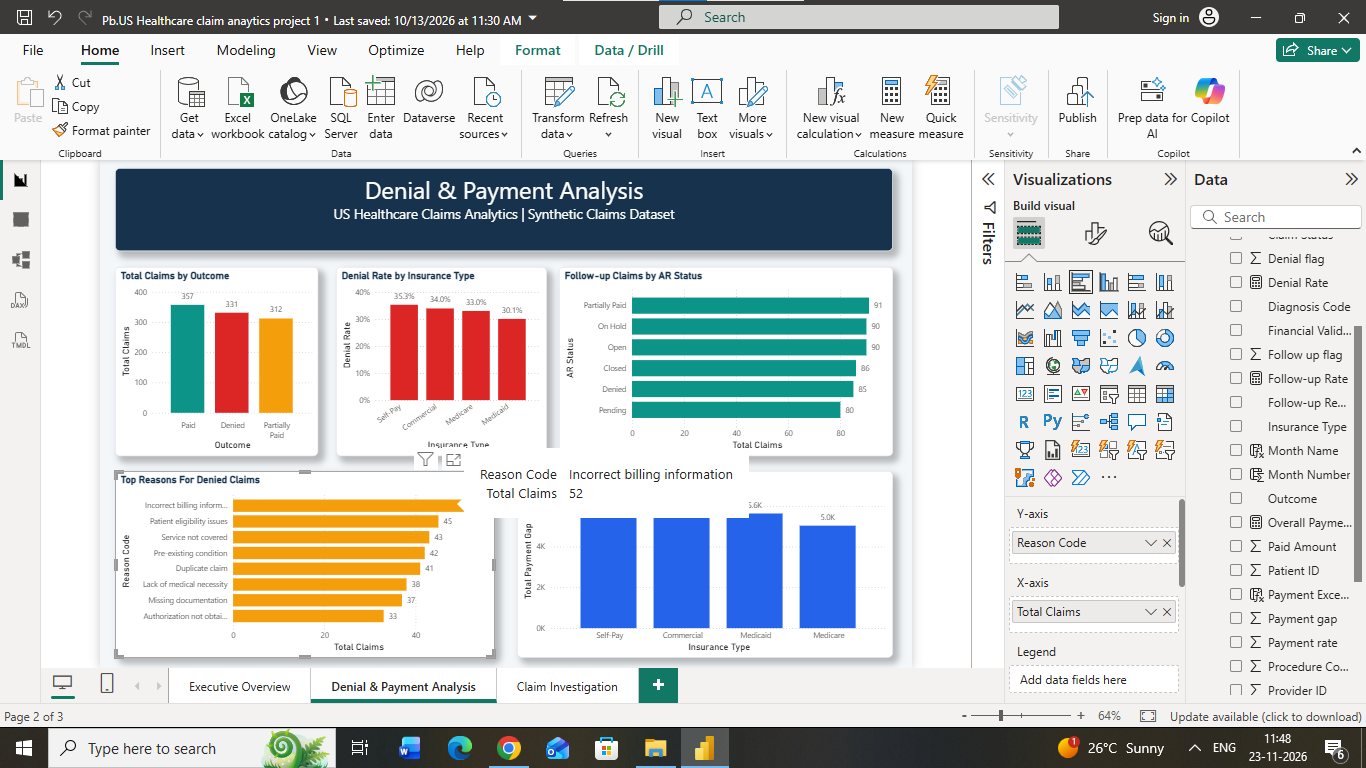 Pb.US Healthcare claim anaytics project 1 • Last saved: 10/13/2026 at 11:30 AM
Search
Sign in
File Home Insert Modeling View Optimize Help Format Data / Drill
Share
Paste
Cut
Copy
Format painter
Get data
Excel workbook
OneLake catalog
SQL Server
Enter data
Dataverse
Recent sources
Transform data
Refresh
New visual
Text box
More visuals
New visual calculation
New measure
Quick measure
Sensitivity
Publish
Prep data for AI
Copilot
Clipboard Data Queries Insert Calculations Sensitivity Share Copilot
DAX
TMDL
Denial & Payment Analysis
US Healthcare Claims Analytics | Synthetic Claims Dataset
Total Claims by Outcome
Total Claims
400
300
200
100
0
357
331
312
Paid
Denied
Partially Paid
Outcome
Denial Rate by Insurance Type
Denial Rate
40%
30%
20%
10%
0%
35.3%
34.0%
33.0%
30.1%
Self-Pay
Commercial
Medicare
Medicaid
Insurance Type
Follow-up Claims by AR Status
AR Status
Partially Paid 91
On Hold 90
Open 90
Closed 86
Denied 85
Pending 80
0 20 40 60 80
Total Claims
Top Reasons For Denied Claims
Reason Code
Incorrect billing inform...
Patient eligibility issues 45
Service not covered 43
Pre-existing condition 42
Duplicate claim 41
Lack of medical necessity 38
Missing documentation 37
Authorization not obtai... 33
0 20 40
Total Claims
Reason Code Incorrect billing information
Total Claims 52
Total Payment Gap
4K
2K
0K
5.6K
5.0K
Self-Pay
Commercial
Medicaid
Medicare
Insurance Type
Filters
Visualizations
Build visual
R
Py
123
Y-axis
Reason Code
X-axis
Total Claims
Legend
Add data fields here
Data
Search
Claim Status
Denial flag
Denial Rate
Diagnosis Code
Financial Valid...
Follow up flag
Follow-up Rate
Follow-up Re...
Insurance Type
Month Name
Month Number
Outcome
Overall Payme...
Paid Amount
Patient ID
Payment Exce...
Payment gap
Payment rate
Procedure Co...
Provider ID
Executive Overview
Denial & Payment Analysis
Claim Investigation
+
Page 2 of 3
- + 64%
Update available (click to download)
Type here to search
1
26°C Sunny
ENG
11:48
23-11-2026
6